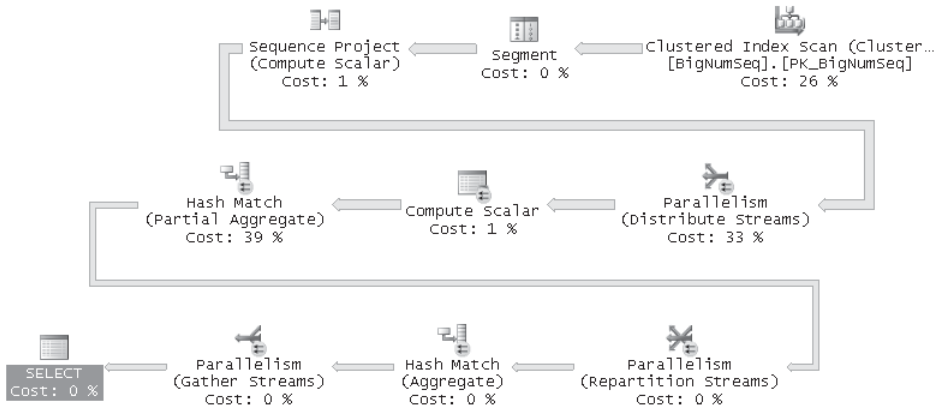 Sequence Project
(Compute Scalar)
Cost: 1 %
Segment
Cost: 0 %
Clustered Index Scan (Cluster…
[BigNumSeq].[PK_BigNumSeq]
Cost: 26 %
Hash Match
(Partial Aggregate)
Cost: 39 %
Compute Scalar
Cost: 1 %
Parallelism
(Distribute Streams)
Cost: 33 %
SELECT
Cost: 0 %
Parallelism
(Gather Streams)
Cost: 0 %
Hash Match
(Aggregate)
Cost: 0 %
Parallelism
(Repartition Streams)
Cost: 0 %